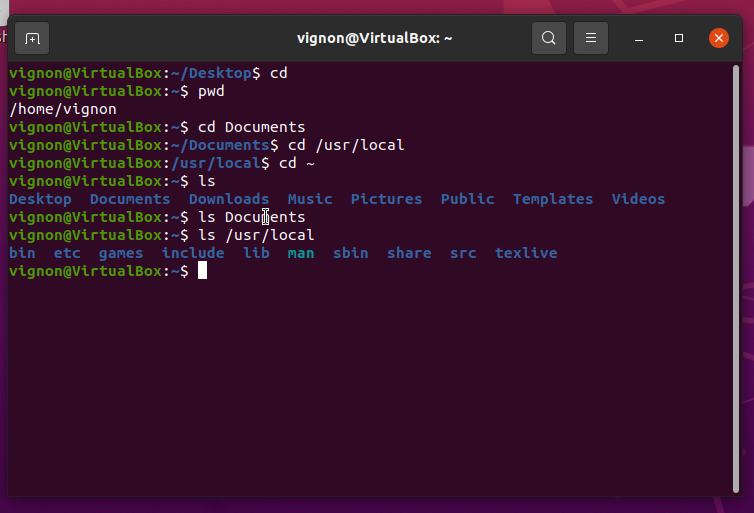 vignon@VirtualBox: ~
vignon@VirtualBox:~/Desktop$ cd
vignon@VirtualBox:~$ pwd
/home/vignon
vignon@VirtualBox:~$ cd Documents
vignon@VirtualBox:~/Documents$ cd /usr/local
vignon@VirtualBox:/usr/local$ cd ~
vignon@VirtualBox:~$ ls
Desktop  Documents  Downloads  Music  Pictures  Public  Templates  Videos
vignon@VirtualBox:~$ ls Documents
vignon@VirtualBox:~$ ls /usr/local
bin  etc  games  include  lib  man  sbin  share  src  texlive
vignon@VirtualBox:~$